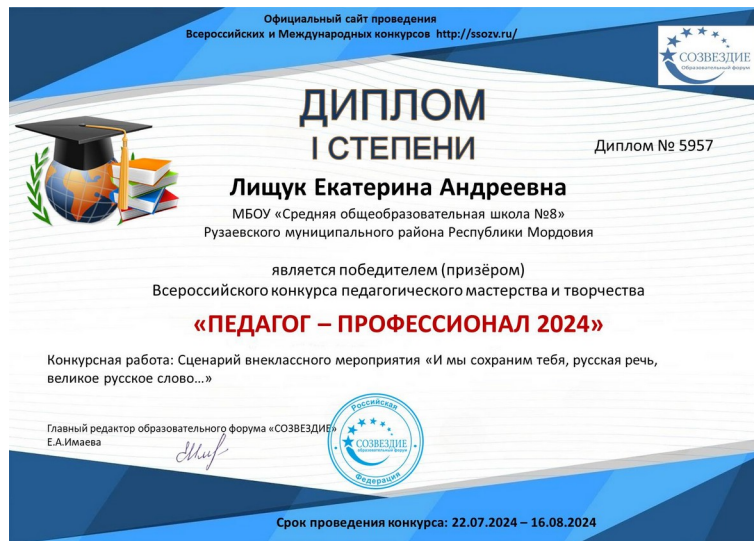 Официальный сайт проведения
Всероссийских и Международных конкурсов http://ssozv.ru/
СОЗВЕЗДИЕ
Образовательный форум
ДИПЛОМ
I СТЕПЕНИ
Диплом № 5957
Лищук Екатерина Андреевна
МБОУ «Средняя общеобразовательная школа №8»
Рузаевского муниципального района Республики Мордовия
является победителем (призёром)
Всероссийского конкурса педагогического мастерства и творчества
«ПЕДАГОГ – ПРОФЕССИОНАЛ 2024»
Конкурсная работа: Сценарий внеклассного мероприятия «И мы сохраним тебя, русская речь,
великое русское слово...»
Главный редактор образовательного форума «СОЗВЕЗДИЕ»
Е.А.Имаева
Российская
СОЗВЕЗДИЕ
образовательный форум
Федерация
Срок проведения конкурса: 22.07.2024 – 16.08.2024